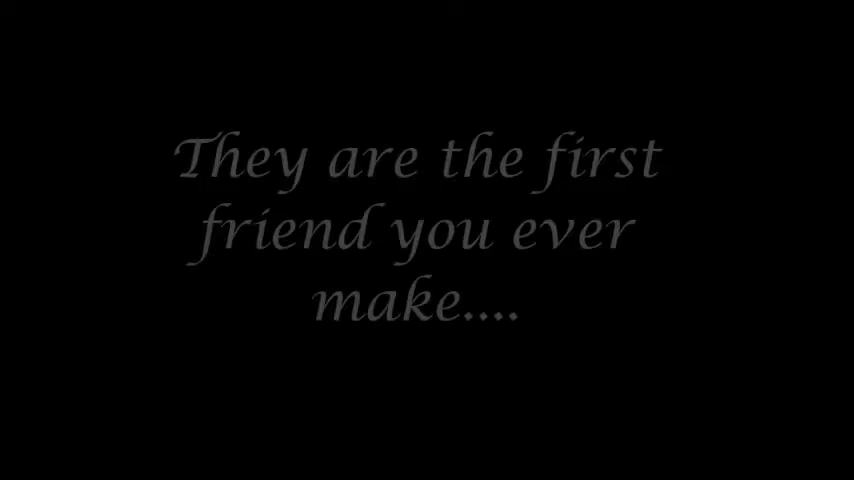 They are the first
friend you ever
make....